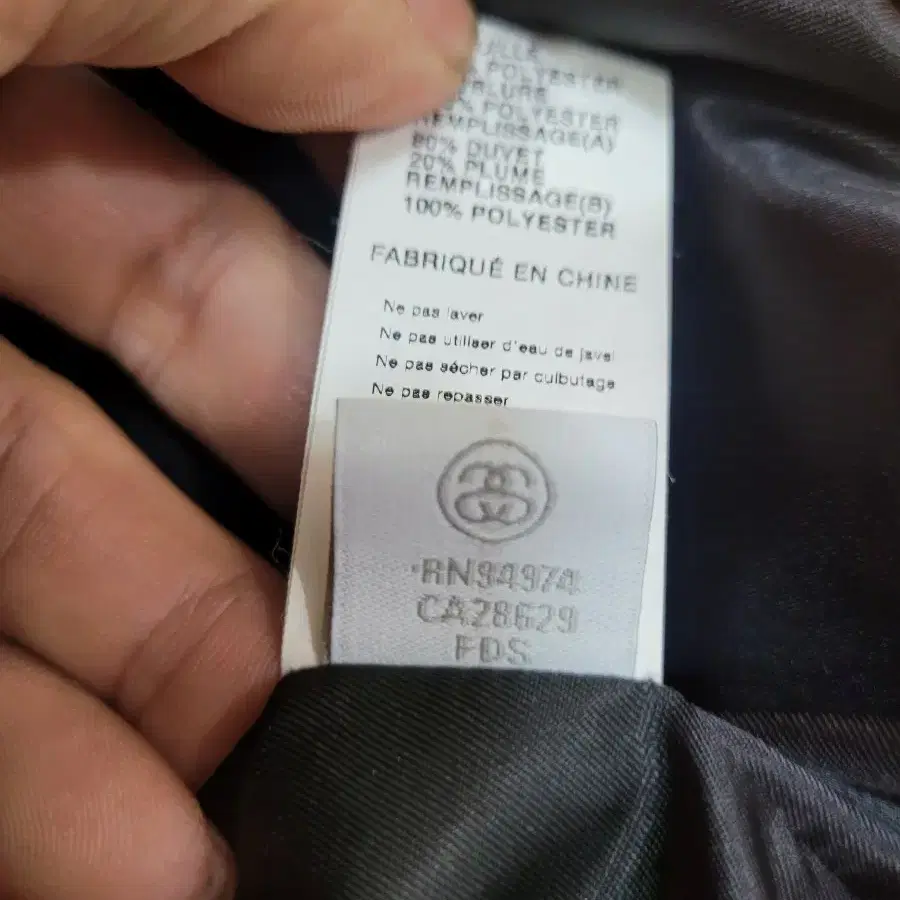 POLYESTER
% POLYESTER
REMPLISSAGE(A)
80% DUVET
20% PLUME
REMPLISSAGE(B)
100% POLYESTER
FABRIQUÉ EN CHINE
Ne pas laver
Ne pas utiliser d'eau de javel
Ne pas sécher par culbutage
Ne pas repasser
RN94974
CA28629
FDS